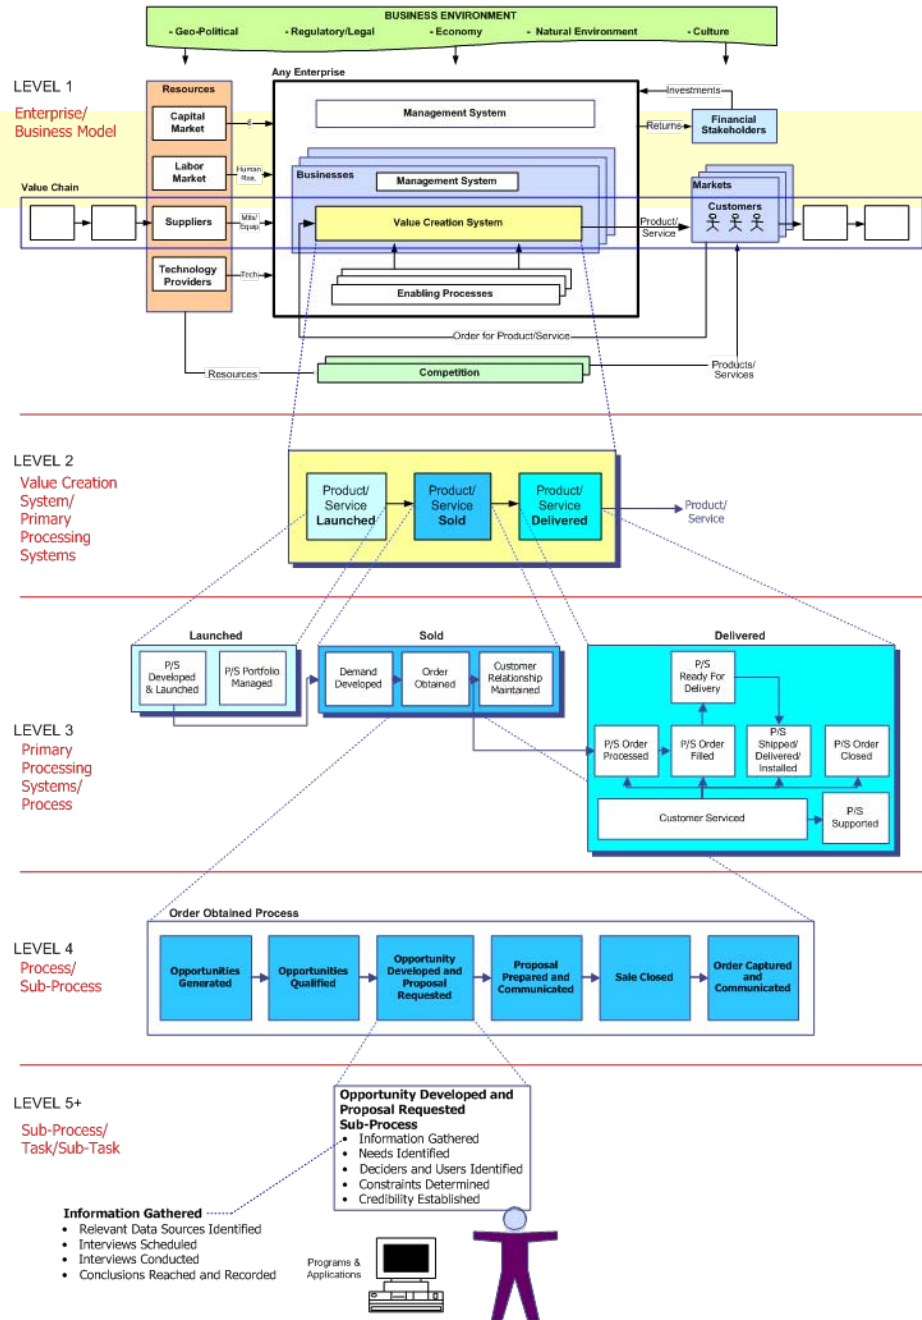 BUSINESS ENVIRONMENT
- Geo-Political - Regulatory/Legal - Economy - Natural Environment - Culture
LEVEL 1
Enterprise/
Business Model
Resources
Capital
Market
Labor
Market
Suppliers
Technology
Providers
Value Chain
$
Human
Res.
Mtls/
Equip
Tech
Any Enterprise
Management System
Businesses
Management System
Value Creation System
Enabling Processes
Investments
Returns
Financial
Stakeholders
Markets
Customers
Product/
Service
Order for Product/Service
Resources
Competition
Products/
Services
LEVEL 2
Value Creation
System/
Primary
Processing
Systems
Product/
Service
Launched
Product/
Service
Sold
Product/
Service
Delivered
Product/
Service
LEVEL 3
Primary
Processing
Systems/
Process
Launched
P/S
Developed
& Launched
P/S Portfolio
Managed
Sold
Demand
Developed
Order
Obtained
Customer
Relationship
Maintained
Delivered
P/S
Ready For
Delivery
P/S Order
Processed
P/S Order
Filled
P/S
Shipped/
Delivered/
Installed
P/S Order
Closed
Customer Serviced
P/S
Supported
LEVEL 4
Process/
Sub-Process
Order Obtained Process
Opportunities
Generated
Opportunities
Qualified
Opportunity
Developed and
Proposal
Requested
Proposal
Prepared and
Communicated
Sale Closed
Order Captured
and
Communicated
LEVEL 5+
Sub-Process/
Task/Sub-Task
Opportunity Developed and
Proposal Requested
Sub-Process
• Information Gathered
• Needs Identified
• Deciders and Users Identified
• Constraints Determined
• Credibility Established
Information Gathered
• Relevant Data Sources Identified
• Interviews Scheduled
• Interviews Conducted
• Conclusions Reached and Recorded
Programs &
Applications